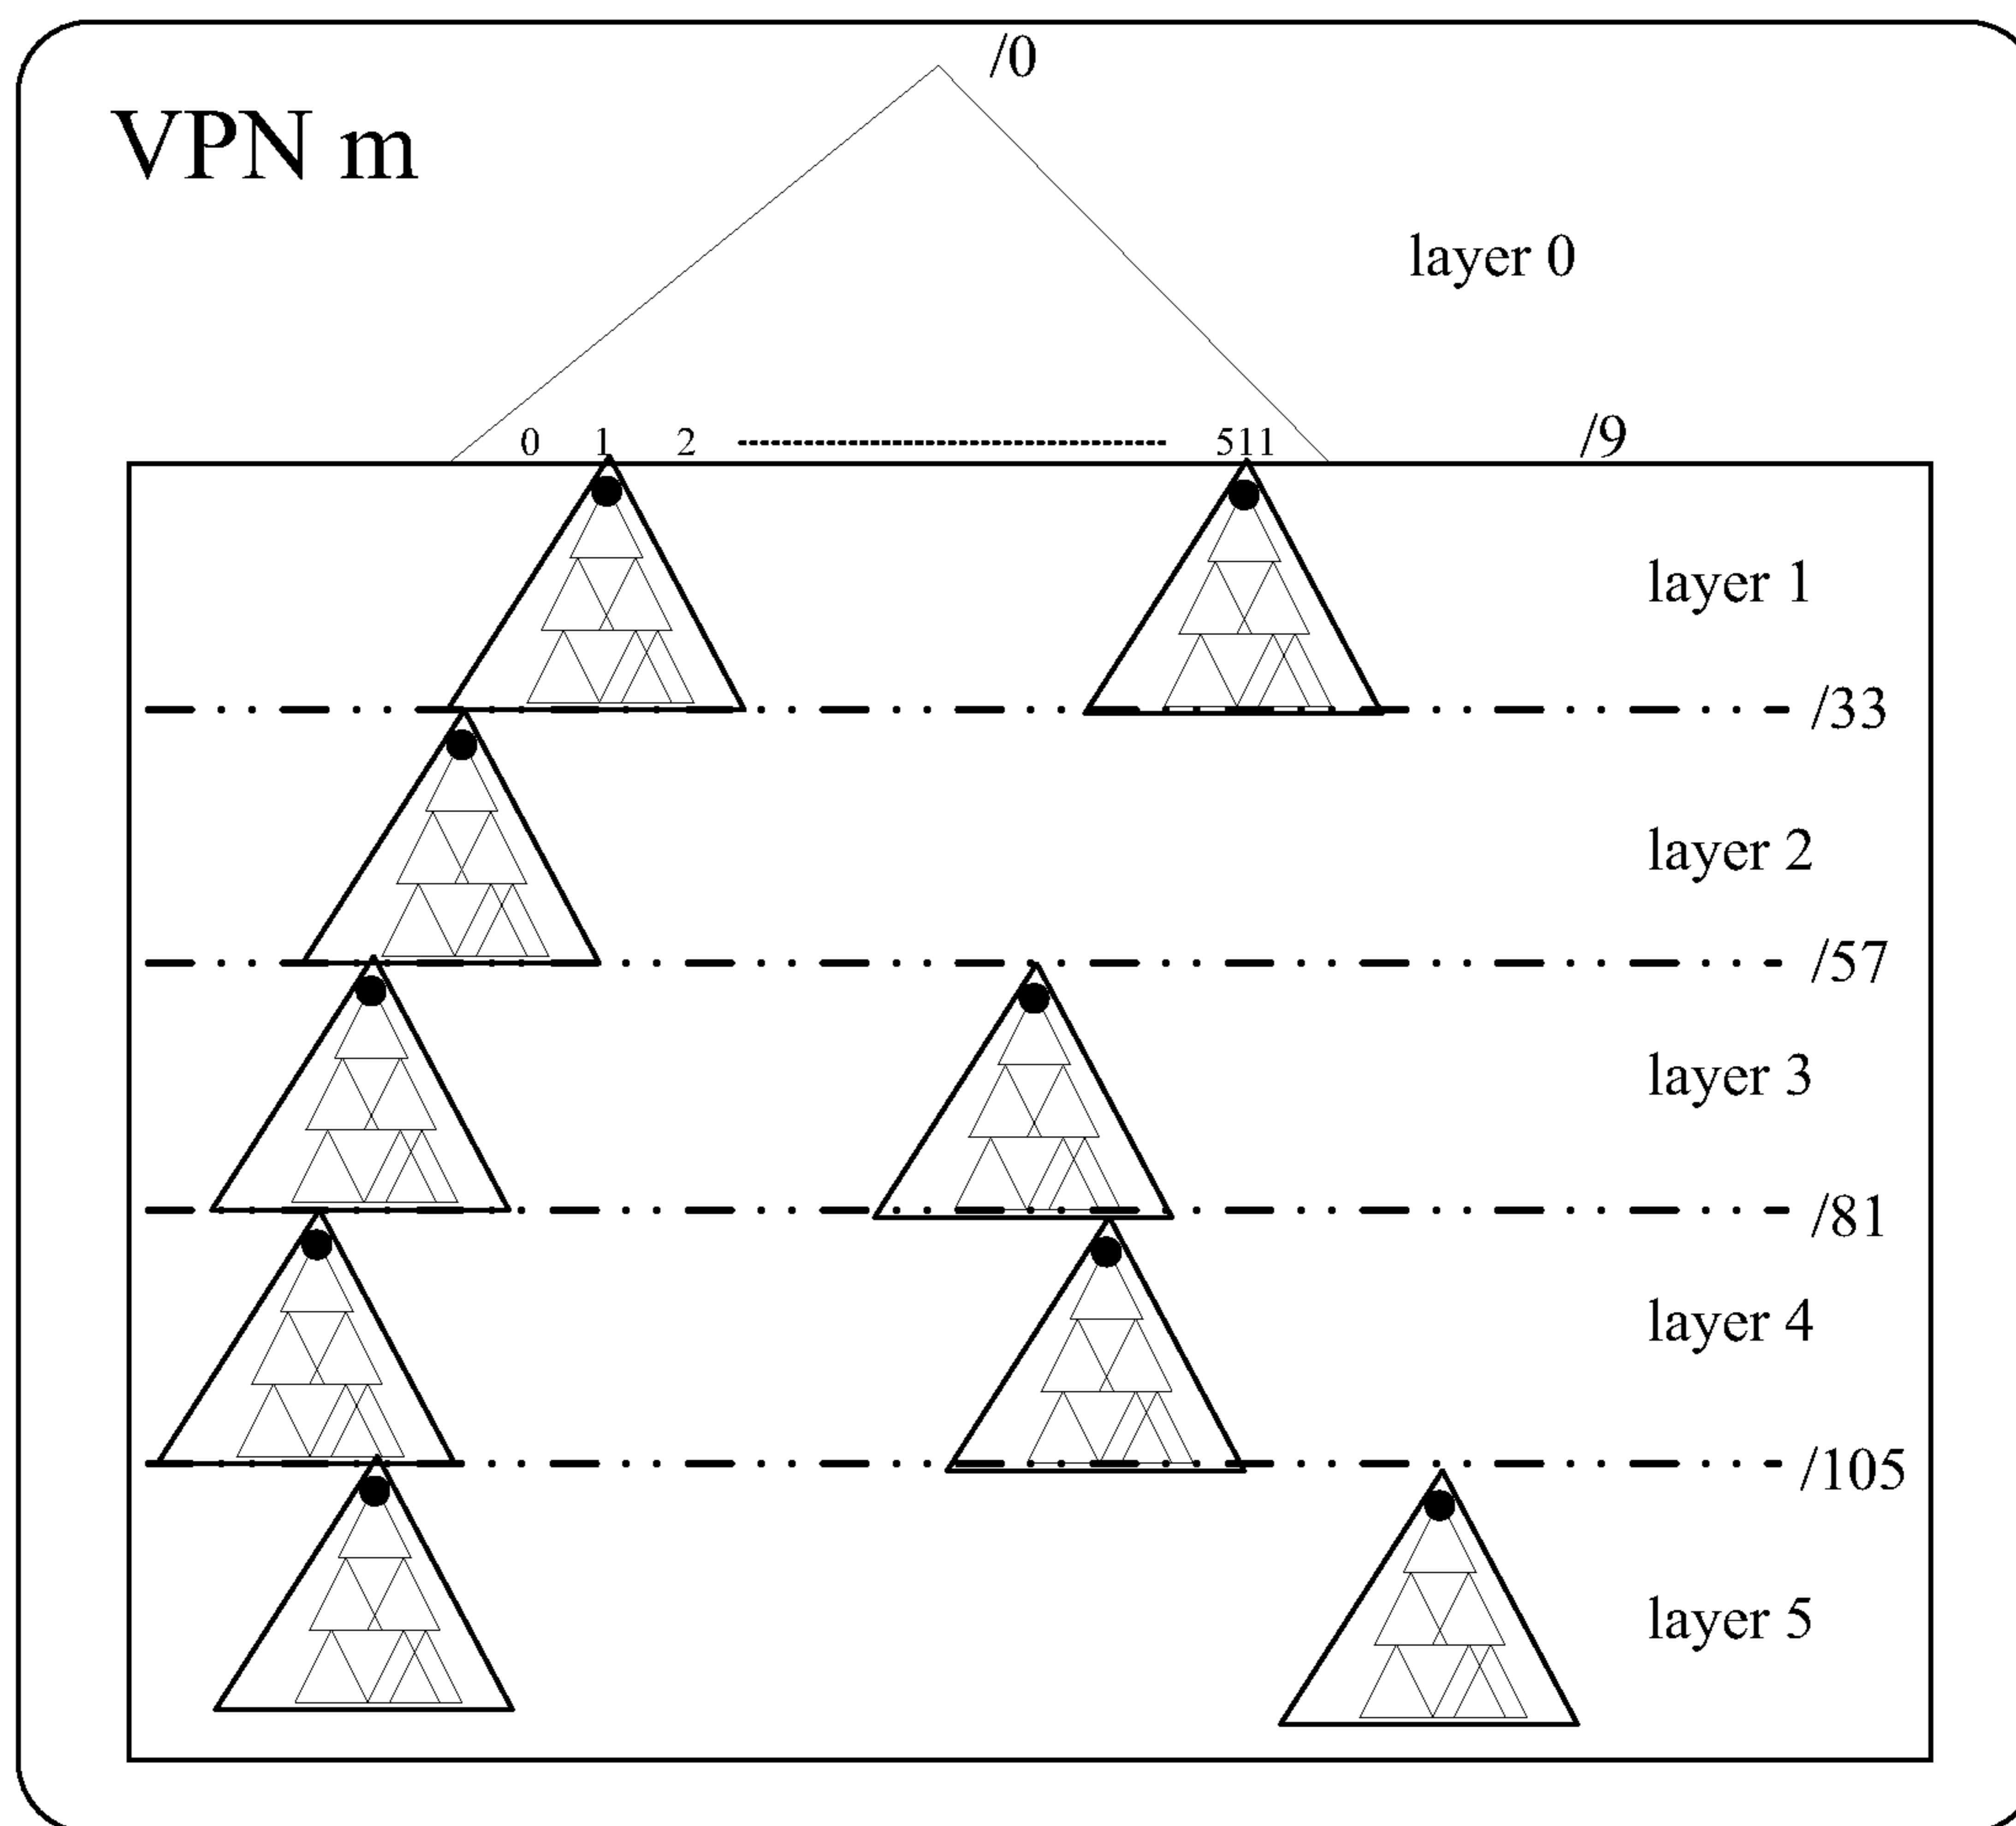 /0
VPN m
layer 0
0 1 2 511 /9
layer 1
/33
layer 2
/57
layer 3
/81
layer 4
/105
layer 5